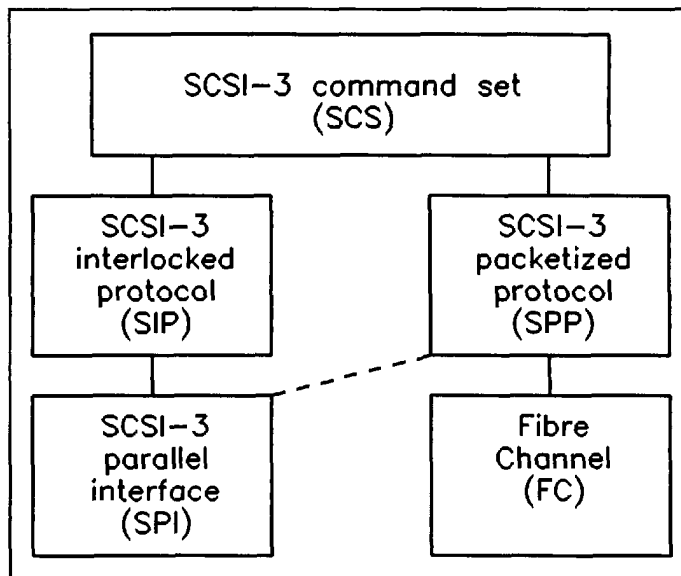 SCSI-3 command set
(SCS)
SCSI-3
interlocked
protocol
(SIP)
SCSI-3
packetized
protocol
(SPP)
SCSI-3
parallel
interface
(SPI)
Fibre
Channel
(FC)